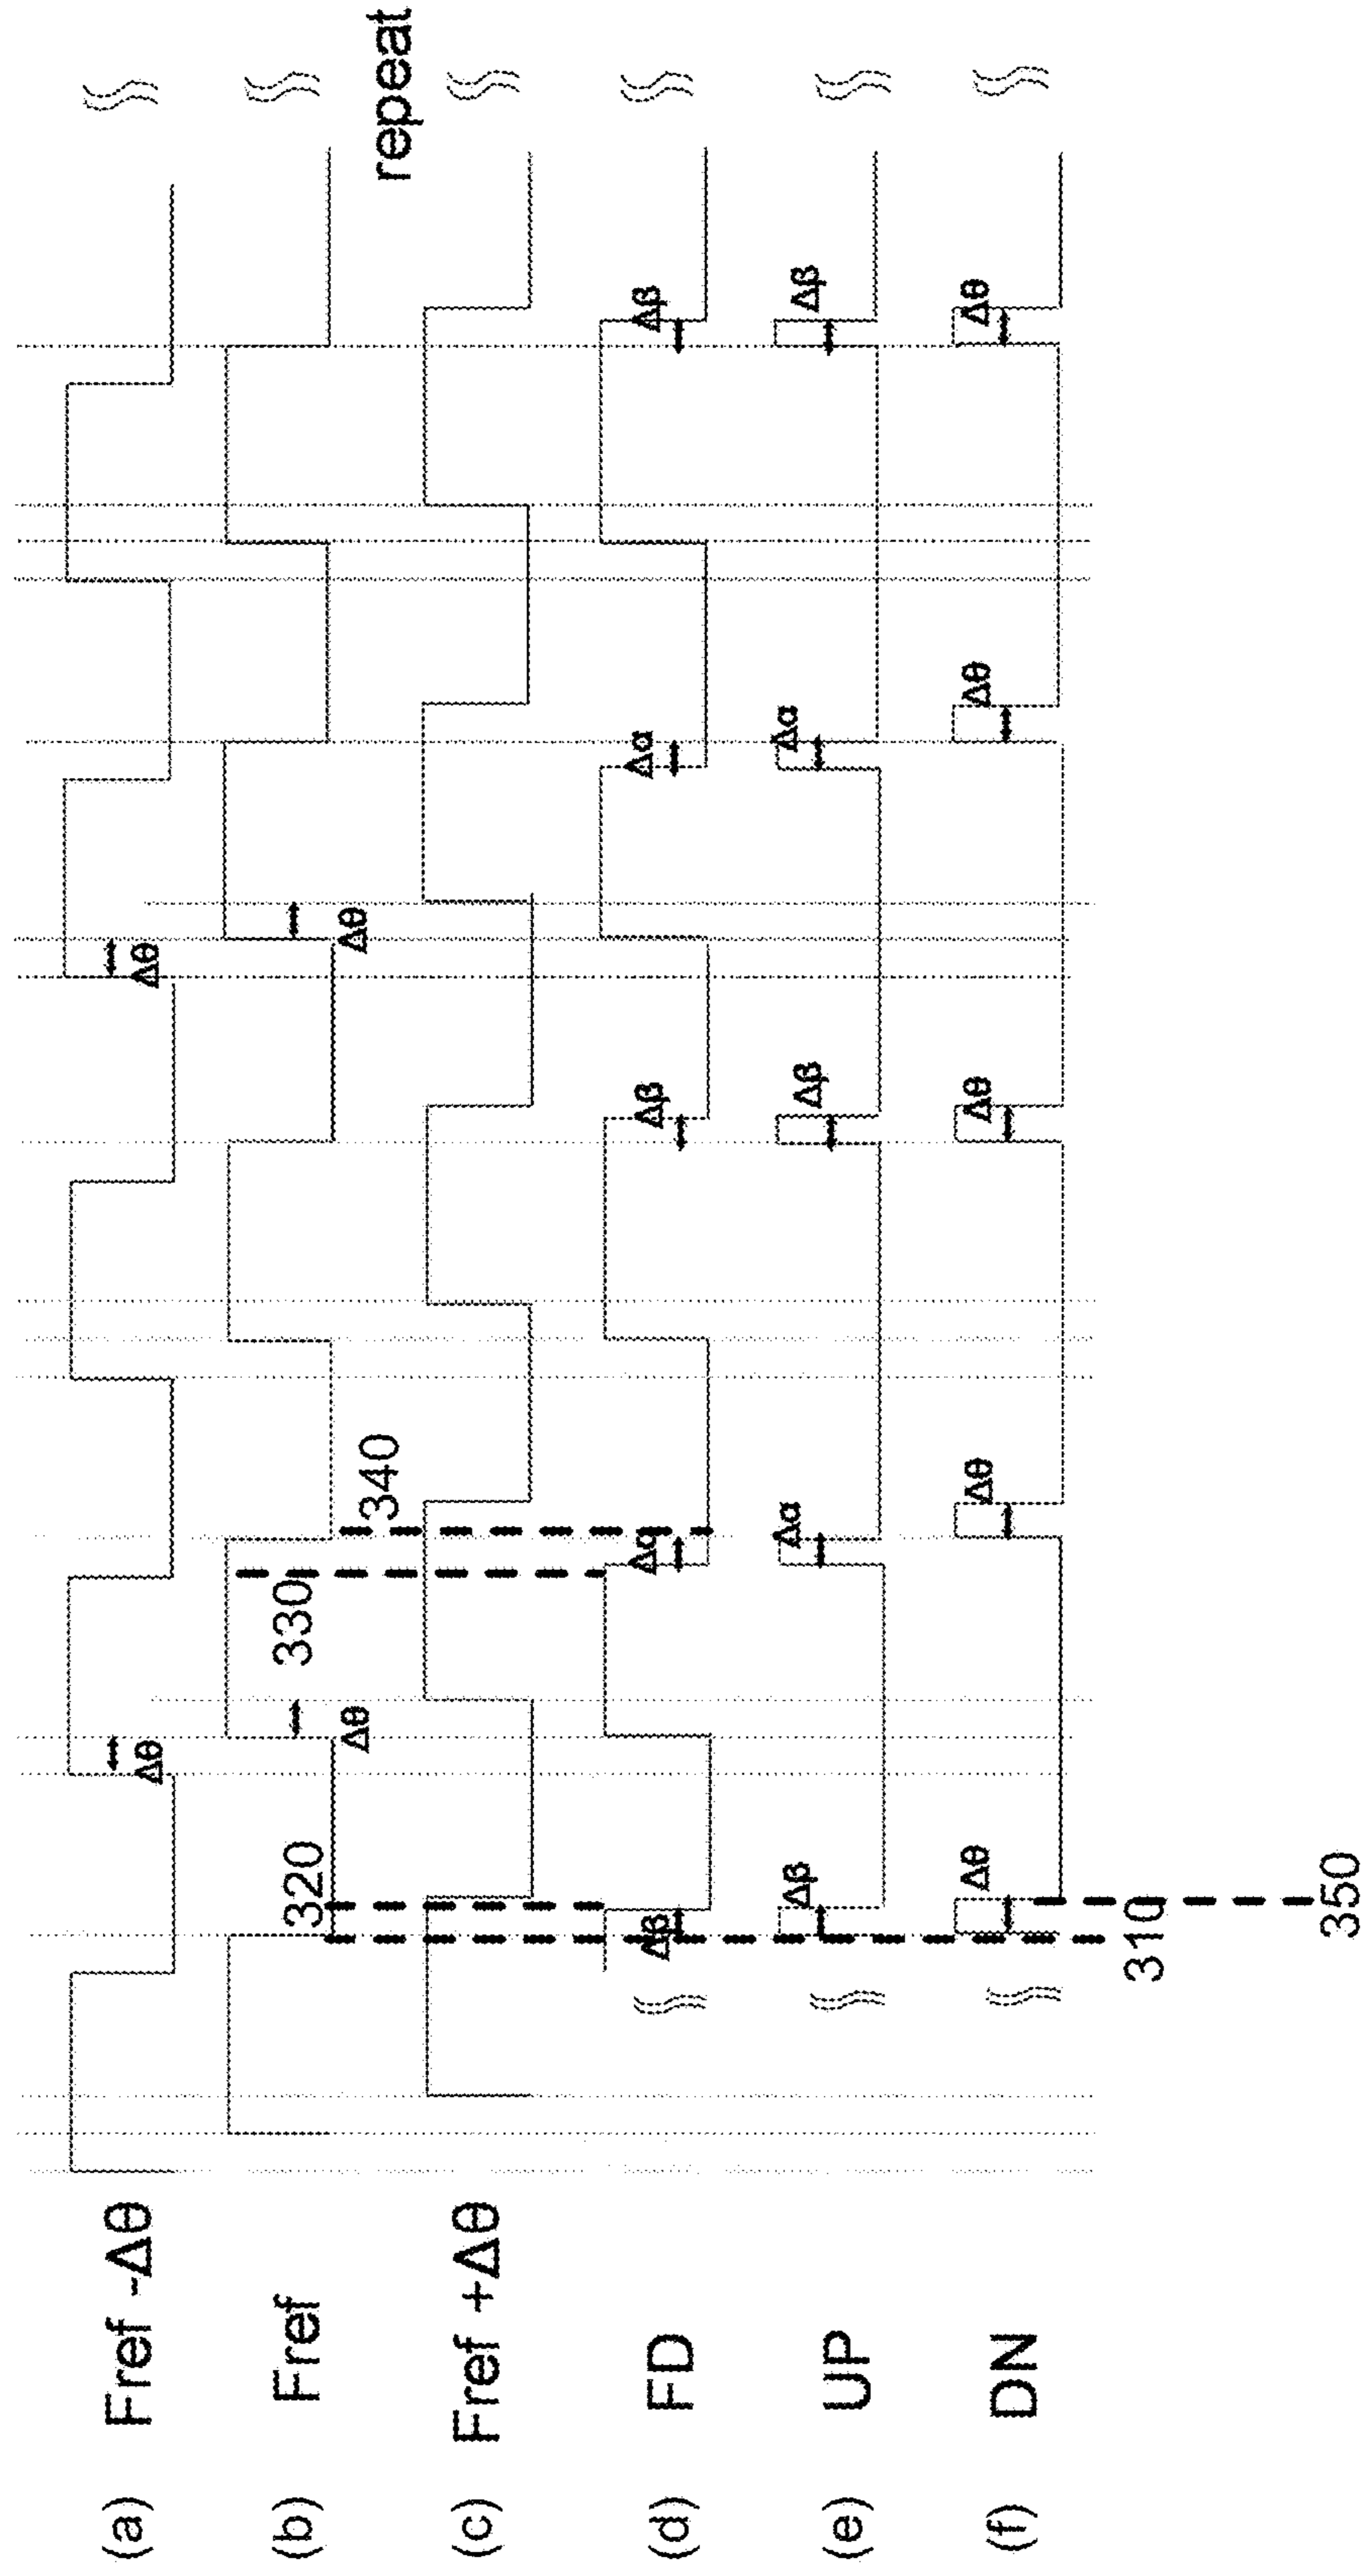 (a) Fref -Δθ
Δθ
Δθ
(b) Fref
320
Δθ
330
Δθ
340
repeat
(c) Fref +Δθ
(d) FD
Δβ
Δα
Δβ
Δα
Δβ
(e) UP
Δβ
Δα
Δβ
Δα
Δβ
(f) DN
Δθ
Δθ
Δθ
Δθ
Δθ
310
350